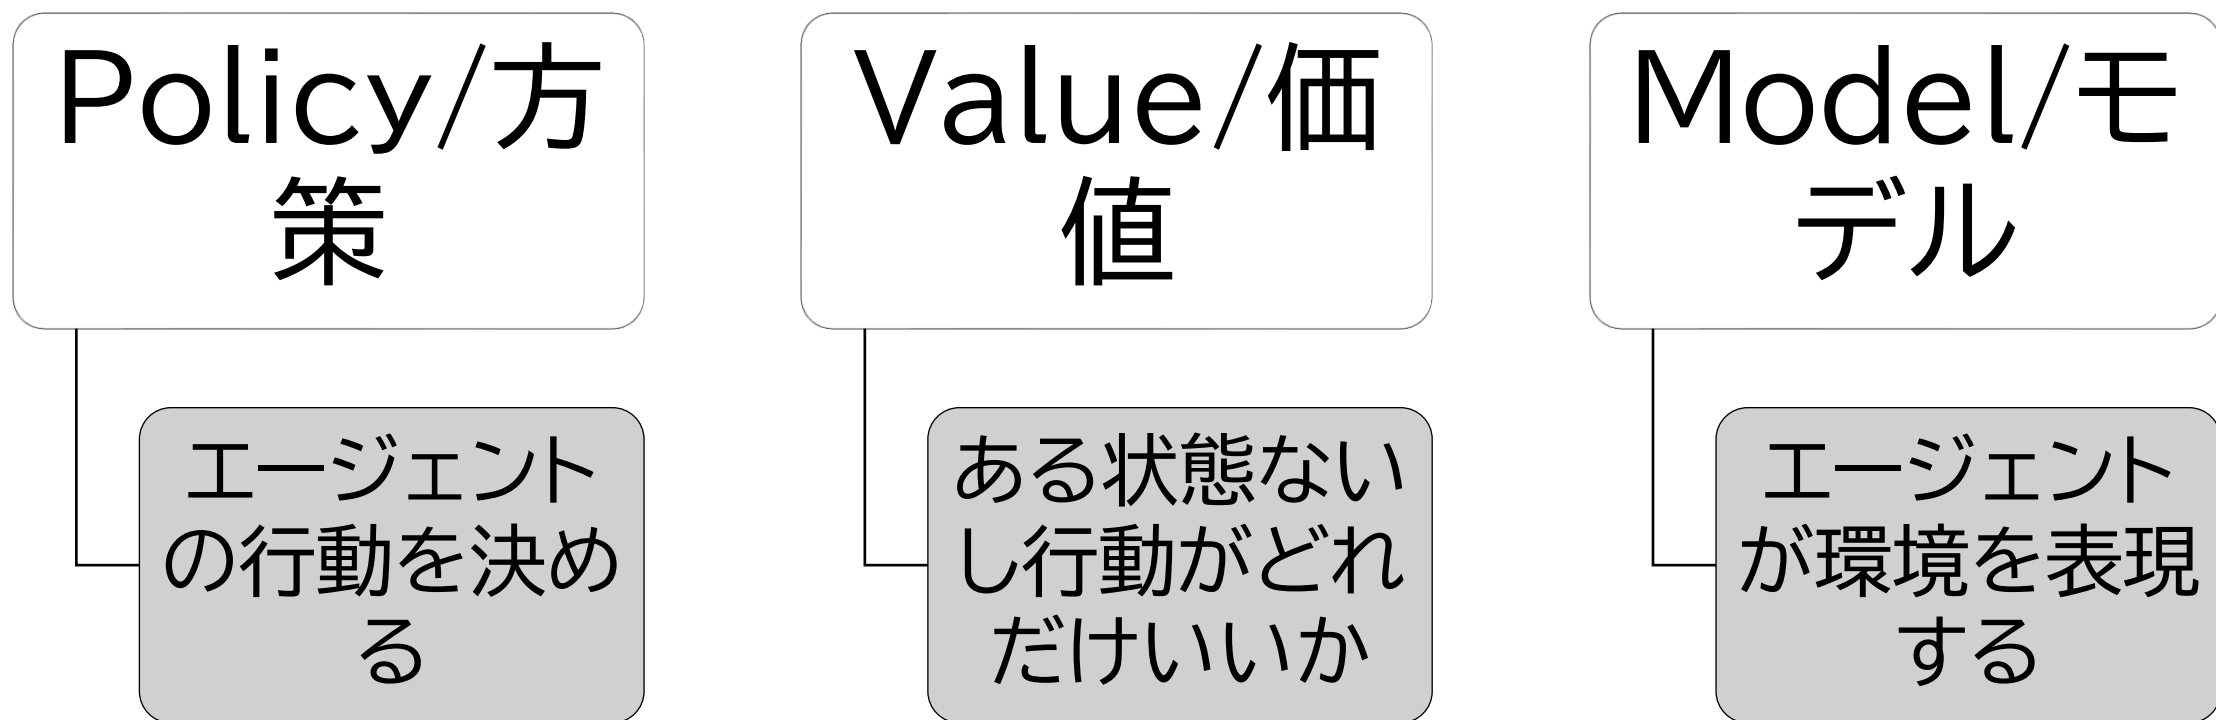 Policy/方
策
エージェント
の行動を決め
る
Value/価
値
ある状態ない
し行動がどれ
だけいいか
Model/モ
デル
エージェント
が環境を表現
する